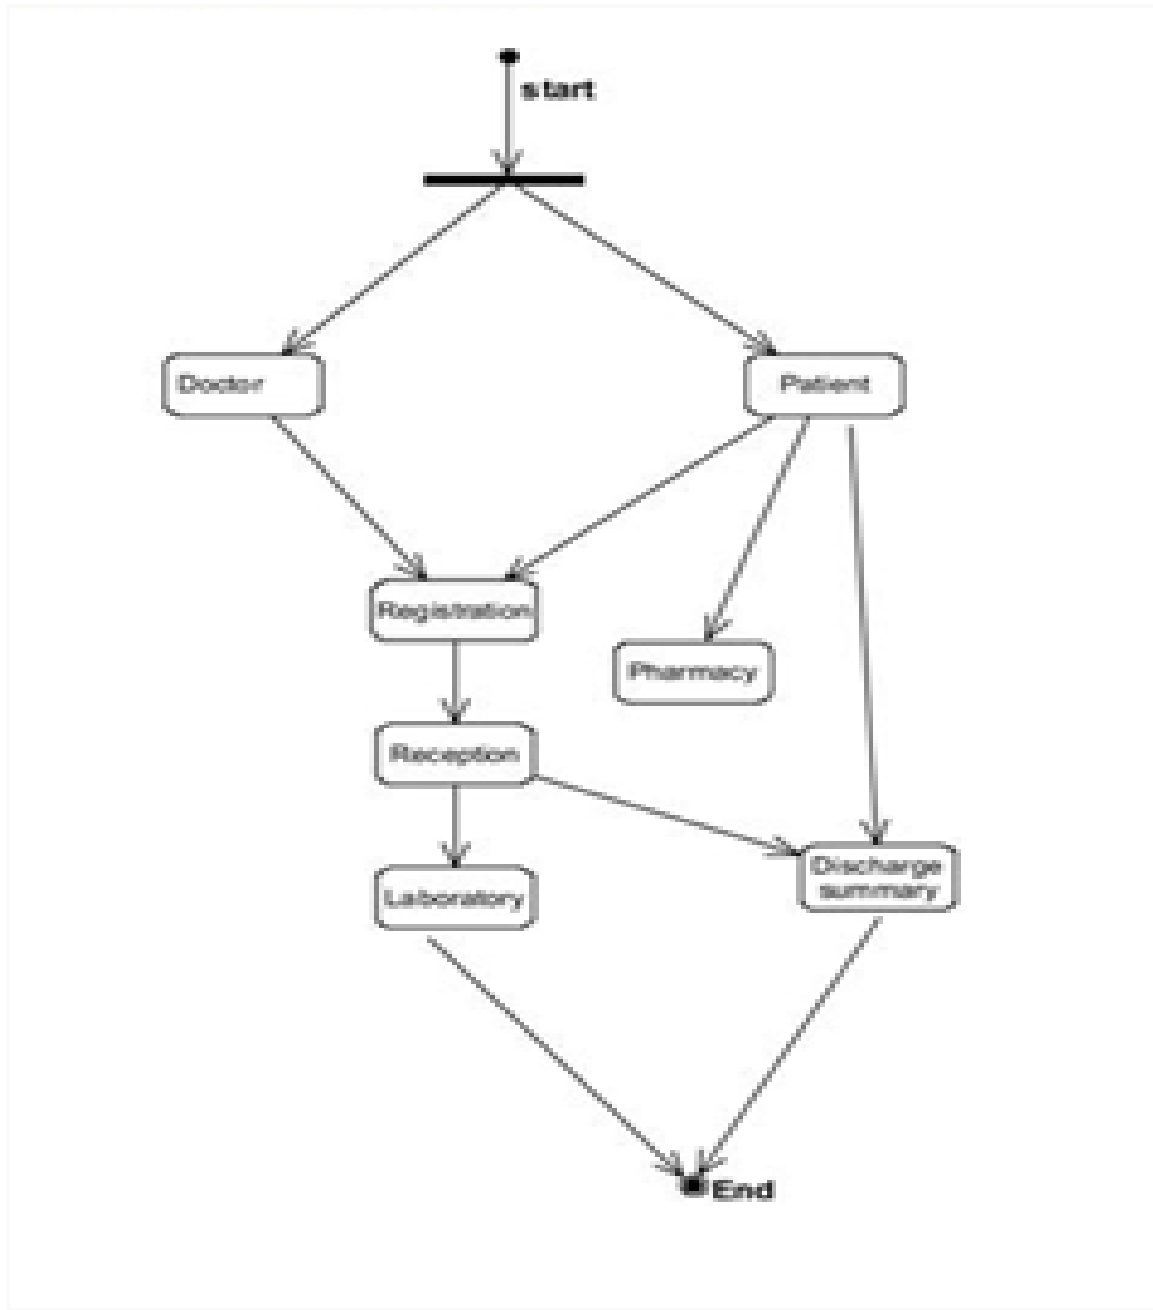 start
Doctor
Patient
Registration
Pharmacy
Reception
Discharge
summary
Laboratory
End